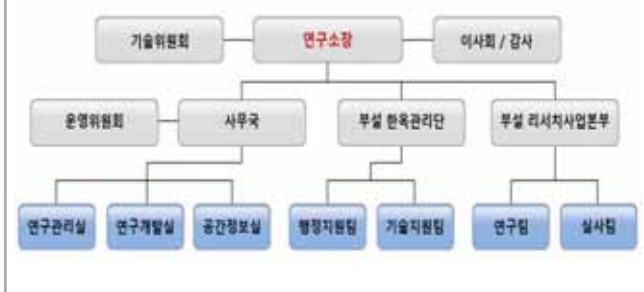 기술위원회 연구소장 이사회 / 감사
운영위원회 사무국 부설 한옥관리단 부설 리서치사업본부
연구관리실 연구개발실 공간정보실 행정지원팀 기술지원팀 연구팀 실사팀